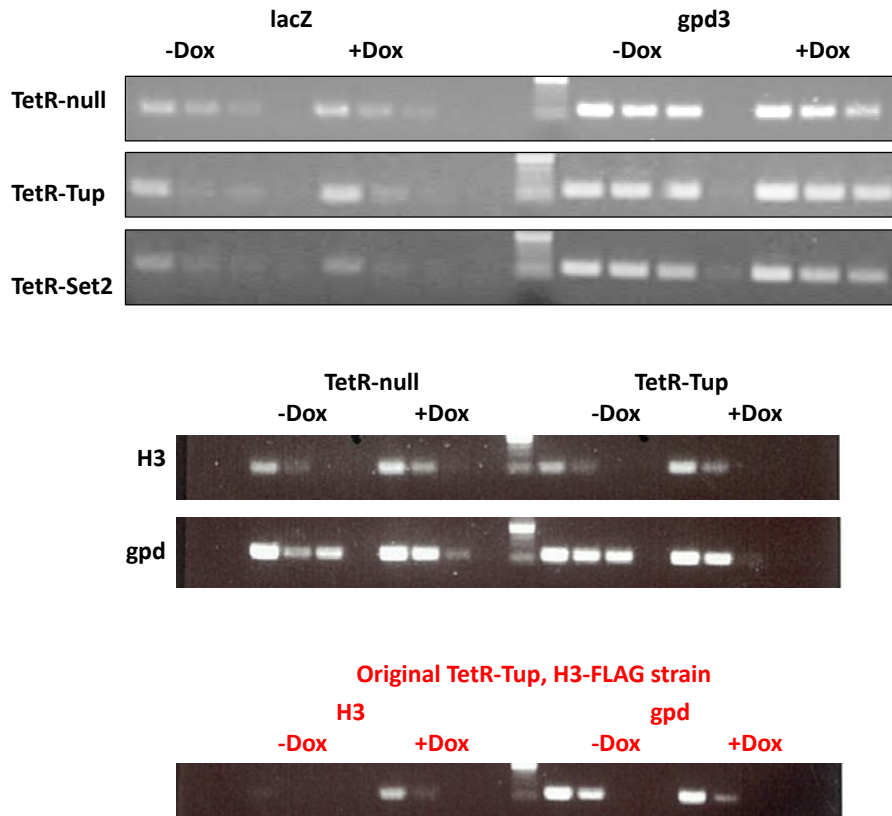 lacZ gpd3
-Dox +Dox -Dox +Dox
TetR-null
TetR-Tup
TetR-Set2
TetR-null TetR-Tup
-Dox +Dox -Dox +Dox
H3
gpd
Original TetR-Tup, H3-FLAG strain
H3 gpd
-Dox +Dox -Dox +Dox